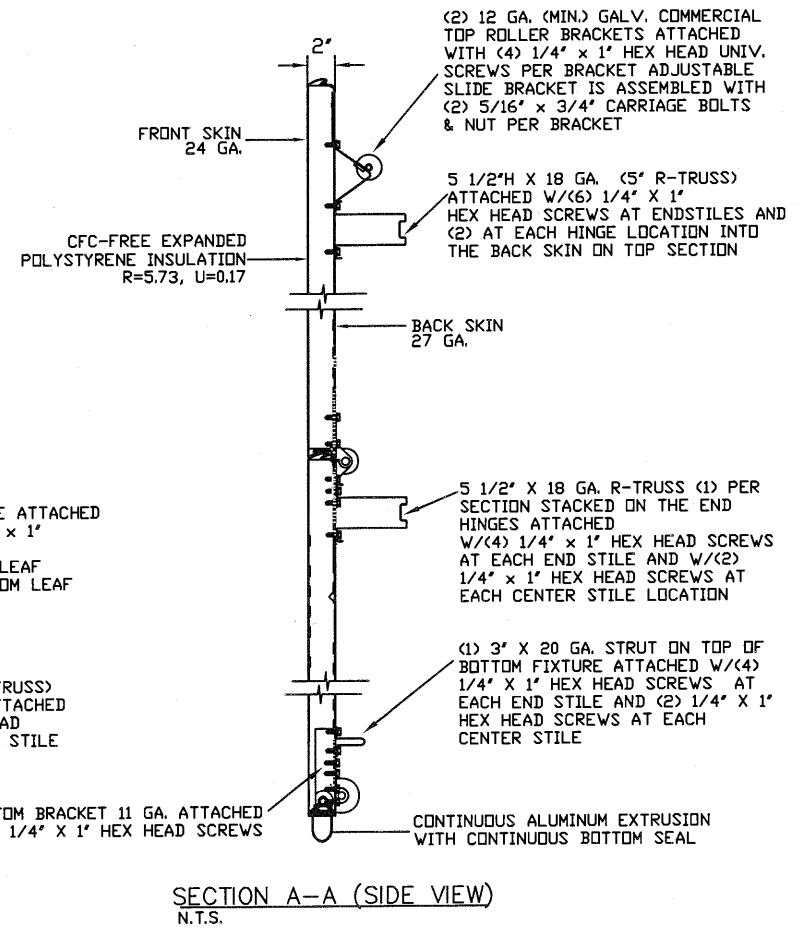 (2) 12 GA. (MIN.) GALV. COMMERCIAL
TOP ROLLER BRACKETS ATTACHED
WITH (4) 1/4" x 1" HEX HEAD UNIV.
SCREWS PER BRACKET ADJUSTABLE
SLIDE BRACKET IS ASSEMBLED WITH
(2) 5/16" x 3/4" CARRIAGE BOLTS
& NUT PER BRACKET
2"
FRONT SKIN
24 GA.
5 1/2"H X 18 GA. (5" R-TRUSS)
ATTACHED W/(6) 1/4" X 1"
HEX HEAD SCREWS AT ENDSTILES AND
(2) AT EACH HINGE LOCATION INTO
THE BACK SKIN ON TOP SECTION
CFC-FREE EXPANDED
POLYSTYRENE INSULATION
R=5.73, U=0.17
BACK SKIN
27 GA.
E ATTACHED
x 1"
LEAF
OM LEAF
5 1/2" X 18 GA. R-TRUSS (1) PER
SECTION STACKED ON THE END
HINGES ATTACHED
W/(4) 1/4" x 1" HEX HEAD SCREWS
AT EACH END STILE AND W/(2)
1/4" x 1" HEX HEAD SCREWS AT
EACH CENTER STILE LOCATION
(1) 3" X 20 GA. STRUT ON TOP OF
BOTTOM FIXTURE ATTACHED W/(4)
1/4" X 1" HEX HEAD SCREWS AT
EACH END STILE AND (2) 1/4" X 1"
HEX HEAD SCREWS AT EACH
CENTER STILE
TRUSS)
TTACHED
AD
STILE
TOM BRACKET 11 GA. ATTACHED
1/4" X 1" HEX HEAD SCREWS
CONTINUOUS ALUMINUM EXTRUSION
WITH CONTINUOUS BOTTOM SEAL
SECTION A-A (SIDE VIEW)
N.T.S.